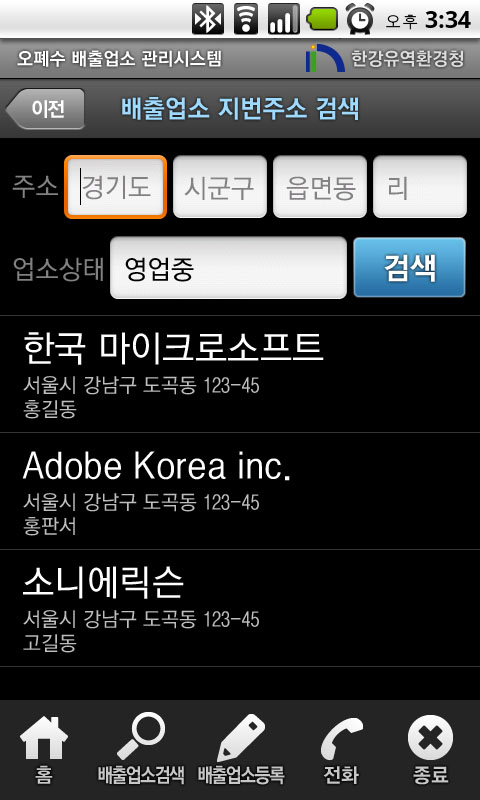 오후 3:34
오폐수 배출업소 관리시스템 한강유역환경청
이전 배출업소 지번주소 검색
주소 경기도 시군구 읍면동 리
업소상태 영업중 검색
한국 마이크로소프트
서울시 강남구 도곡동 123-45
홍길동
Adobe Korea inc.
서울시 강남구 도곡동 123-45
홍판서
소니에릭슨
서울시 강남구 도곡동 123-45
고길동
홈 배출업소검색 배출업소등록 전화 종료